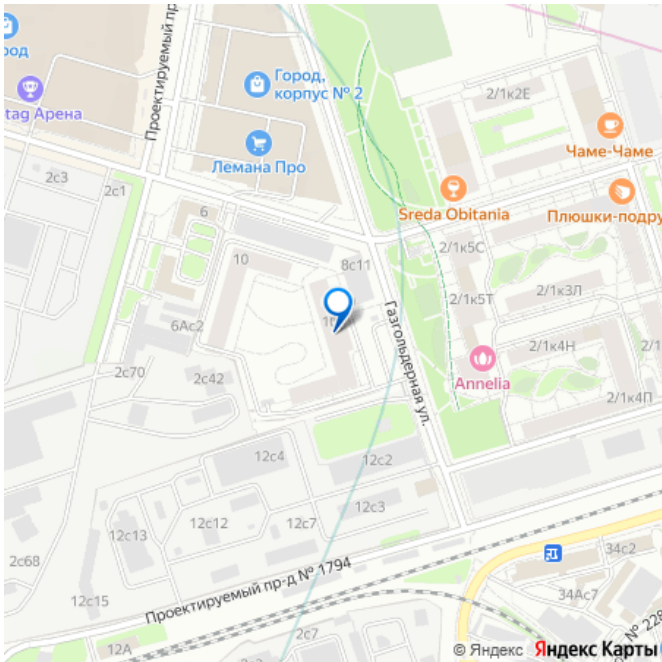 род
Город,
корпус № 2
tag Арена
Проектируемый пр
Лемана Про
2/1к2Е
Чаме-Чаме
2с3
2с1
6
Sreda Obitania
Плюшки-подру
10
8с11
2/1к5С
2/1к5Т
2/1к3Л
6Ас2
Газгольдерная ул.
2/1к4Н
Annelia
2с70
2с42
2/1к4П
12с4
12с2
12с3
12с13
12с12
12с7
2с68
12с15
Проектируемый пр-д № 1794
34с2
34Ас7
12А
2с7
№ 228
© Яндекс Яндекс Карты